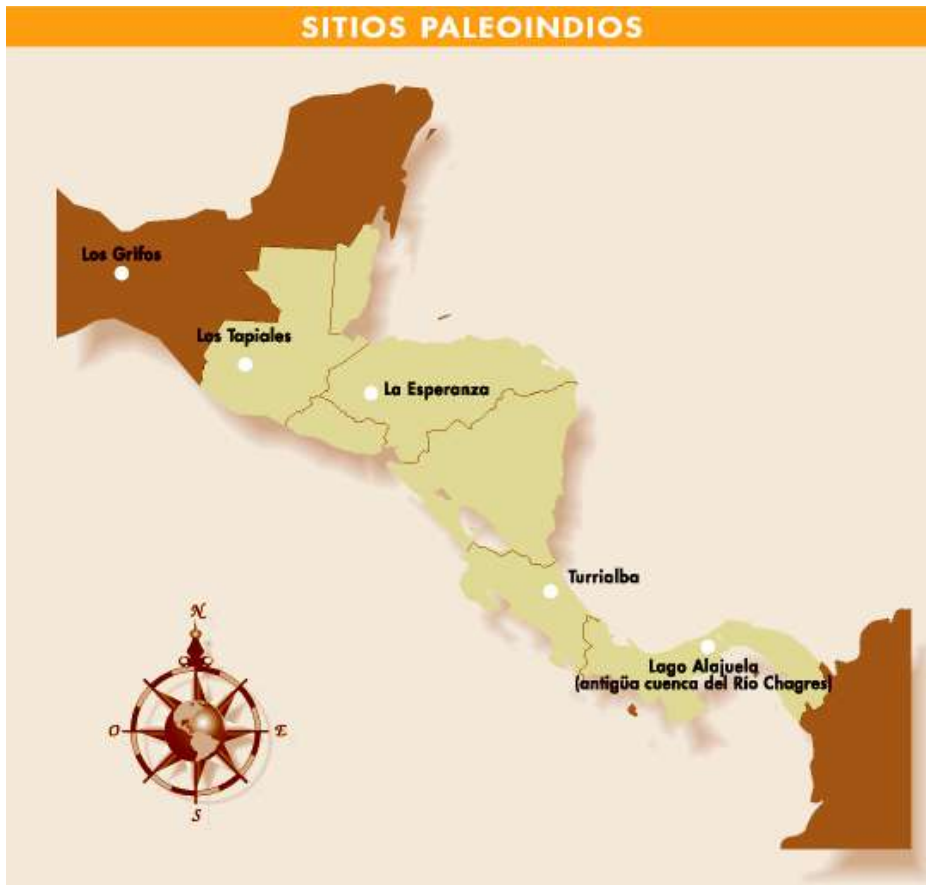 SITIOS PALEOINDIOS
Los Grifos
Los Tapiales
La Esperanza
Turrialba
Lago Alajuela
(antigüa cuenca del Río Chagres)
N
O
E
S